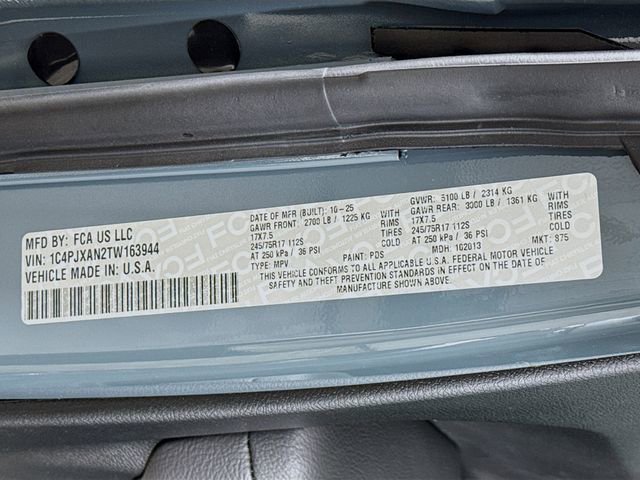 MFD BY: FCA US LLC
VIN: 1C4PJXAN2TW163944
VEHICLE MADE IN U.S.A.
DATE OF MFR (BUILT): 10-25 GVWR: 5100 LB / 2314 KG
GAWR FRONT: 2700 LB / 1225 KG WITH GAWR REAR: 3000 LB / 1361 KG WITH
17X7.5 RIMS 17X7.5 RIMS
245/75R17 112S TIRES 245/75R17 112S TIRES
AT 250 kPa / 36 PSI COLD AT 250 kPa / 36 PSI COLD
TYPE: MPV PAINT: PDS MDH: 102013 MKT: S75
THIS VEHICLE CONFORMS TO ALL APPLICABLE FEDERAL MOTOR VEHICLE
SAFETY AND THEFT PREVENTION STANDARDS IN EFFECT ON THE DATE OF
MANUFACTURE SHOWN ABOVE.